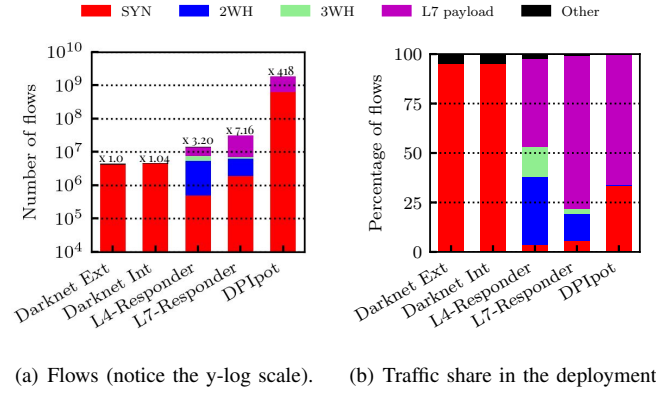 SYN 2WH 3WH L7 payload Other
Number of flows
10^10
10^9
10^8
10^7
10^6
10^5
10^4
x 1.0
x 1.04
x 3.20
x 7.16
x 418
Darknet Ext
Darknet Int
L4-Responder
L7-Responder
DPIpot
Percentage of flows
100
75
50
25
0
Darknet Ext
Darknet Int
L4-Responder
L7-Responder
DPIpot
(a) Flows (notice the y-log scale).
(b) Traffic share in the deployment